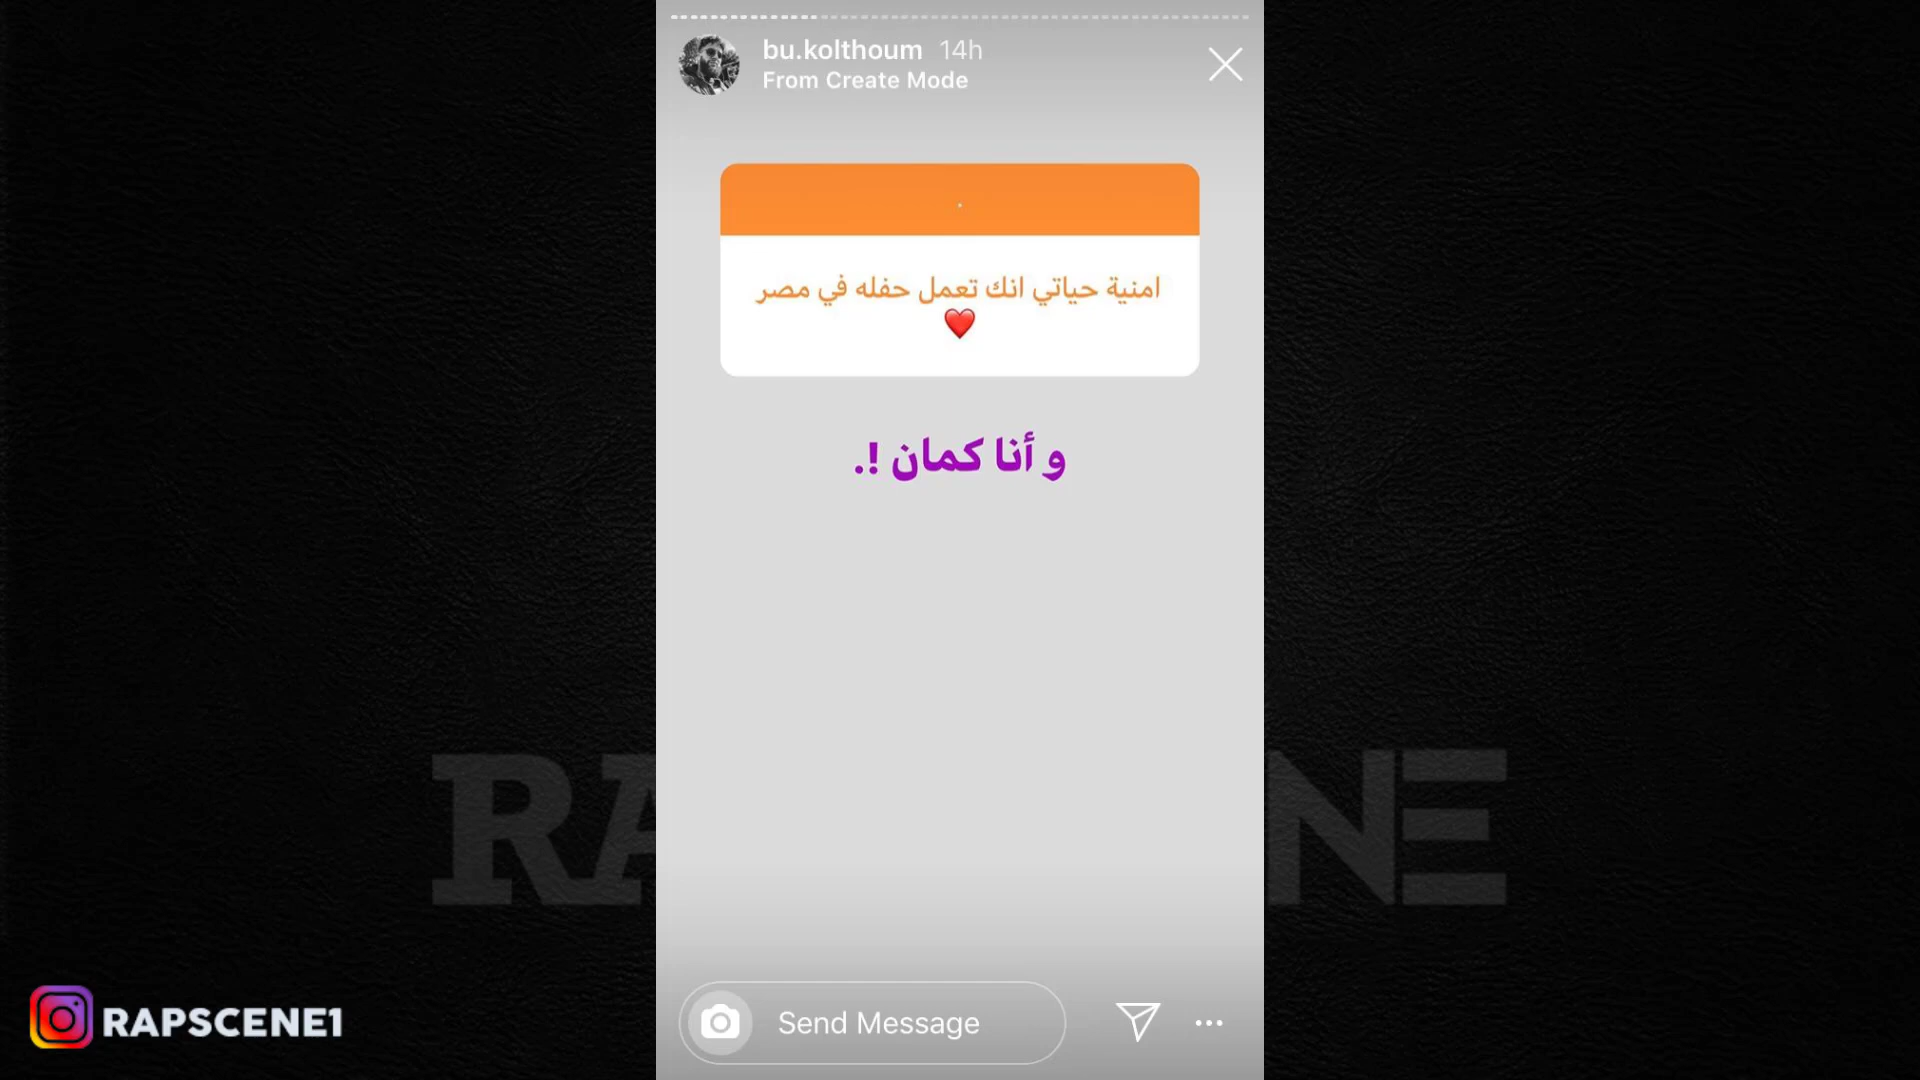 bu.kolthoum 14h
From Create Mode
.
امنية حياتي انك تعمل حفله في مصر
❤️
و أنا كمان !.
Send Message
RAPSCENE1